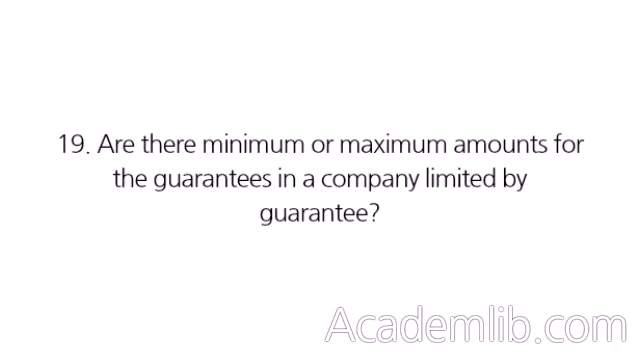 19. Are there minimum or maximum amounts for
the guarantees in a company limited by
guarantee?
Academlib.com